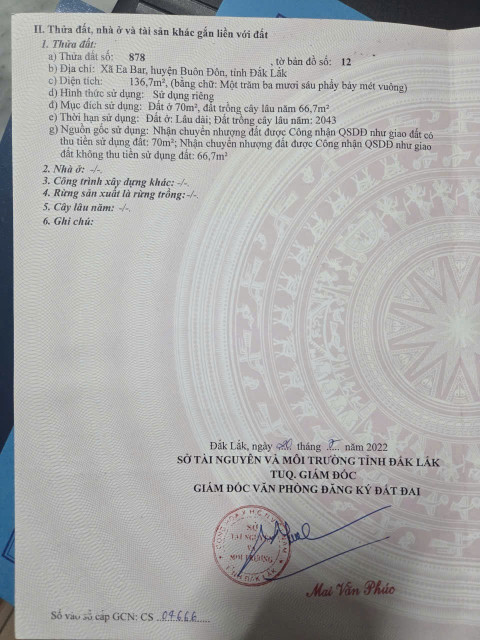 II. Thửa đất, nhà ở và tài sản khác gắn liền với đất
1. Thửa đất:
a) Thửa đất số: 878 , tờ bản đồ số: 12
b) Địa chỉ: Xã Ea Bar, huyện Buôn Đôn, tỉnh Đắk Lắk
c) Diện tích: 136,7m², (bằng chữ: Một trăm ba mươi sáu phẩy bảy mét vuông)
d) Hình thức sử dụng: Sử dụng riêng
đ) Mục đích sử dụng: Đất ở 70m², đất trồng cây lâu năm 66,7m²
e) Thời hạn sử dụng: Đất ở: Lâu dài; Đất trồng cây lâu năm: 2043
g) Nguồn gốc sử dụng: Nhận chuyển nhượng đất được Công nhận QSDĐ như giao đất có
thu tiền sử dụng đất: 70m²; Nhận chuyển nhượng đất được Công nhận QSDĐ như giao
đất không thu tiền sử dụng đất: 66,7m²
2. Nhà ở: -/-.
3. Công trình xây dựng khác: -/-.
4. Rừng sản xuất là rừng trồng:-/-.
5. Cây lâu năm: -/-.
6. Ghi chú:
Đắk Lắk, ngày tháng năm 2022
SỞ TÀI NGUYÊN VÀ MÔI TRƯỜNG TỈNH ĐẮK LẮK
TUQ. GIÁM ĐỐC
GIÁM ĐỐC VĂN PHÒNG ĐĂNG KÝ ĐẤT ĐAI
SỞ
TÀI NGUYÊN
VÀ
MÔI TRƯỜNG
TỈNH ĐẮK LẮK
Mai Văn Phúc
Số vào sổ cấp GCN: CS 04666